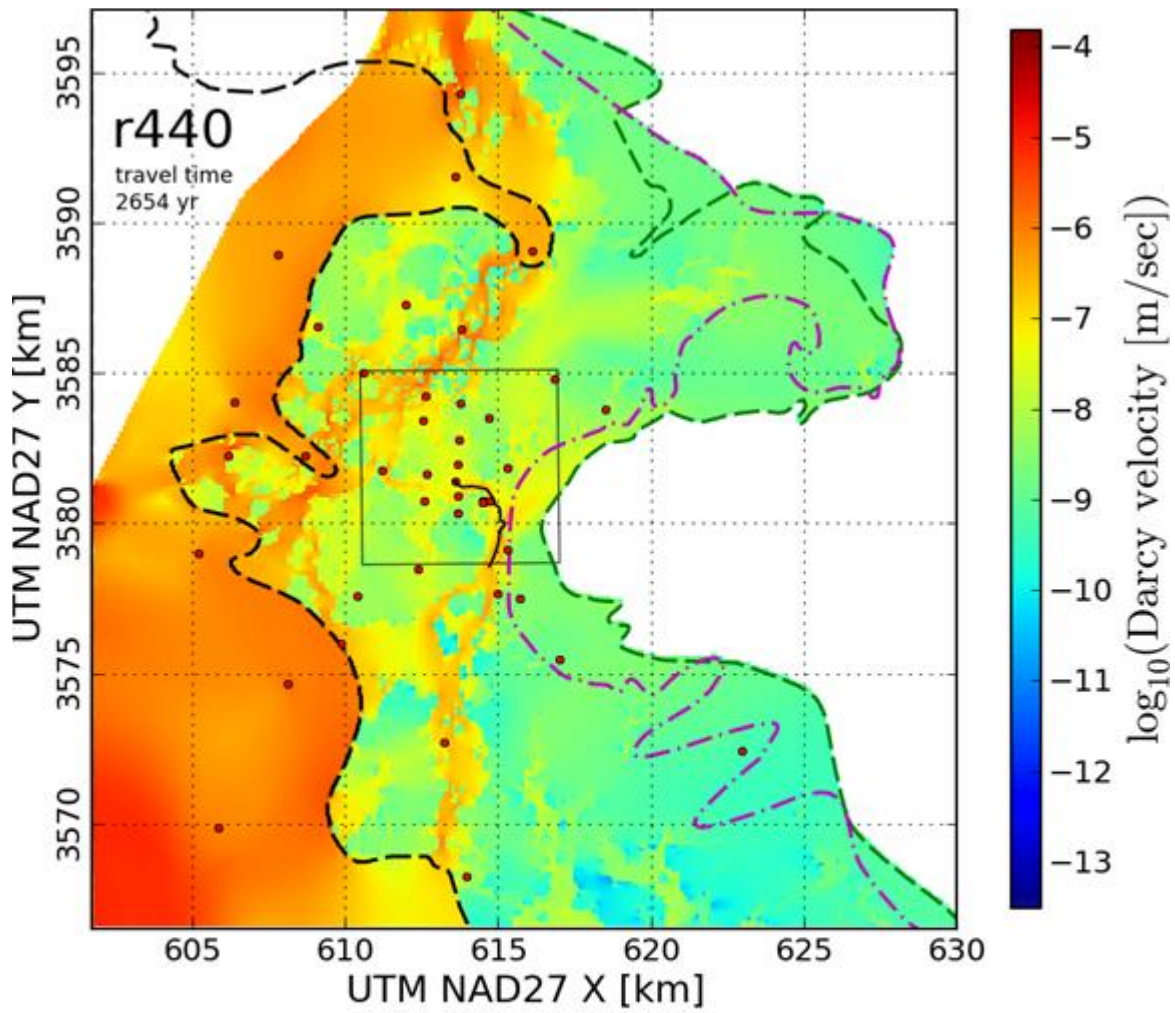 r440
travel time
2654 yr
3595
3590
3585
3580
3575
3570
UTM NAD27 Y [km]
605 610 615 620 625 630
UTM NAD27 X [km]
−4
−5
−6
−7
−8
−9
−10
−11
−12
−13
log₁₀(Darcy velocity [m/sec])